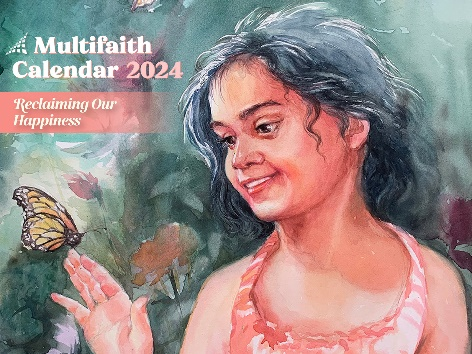 Multifaith
Calendar 2024
Reclaiming Our
Happiness